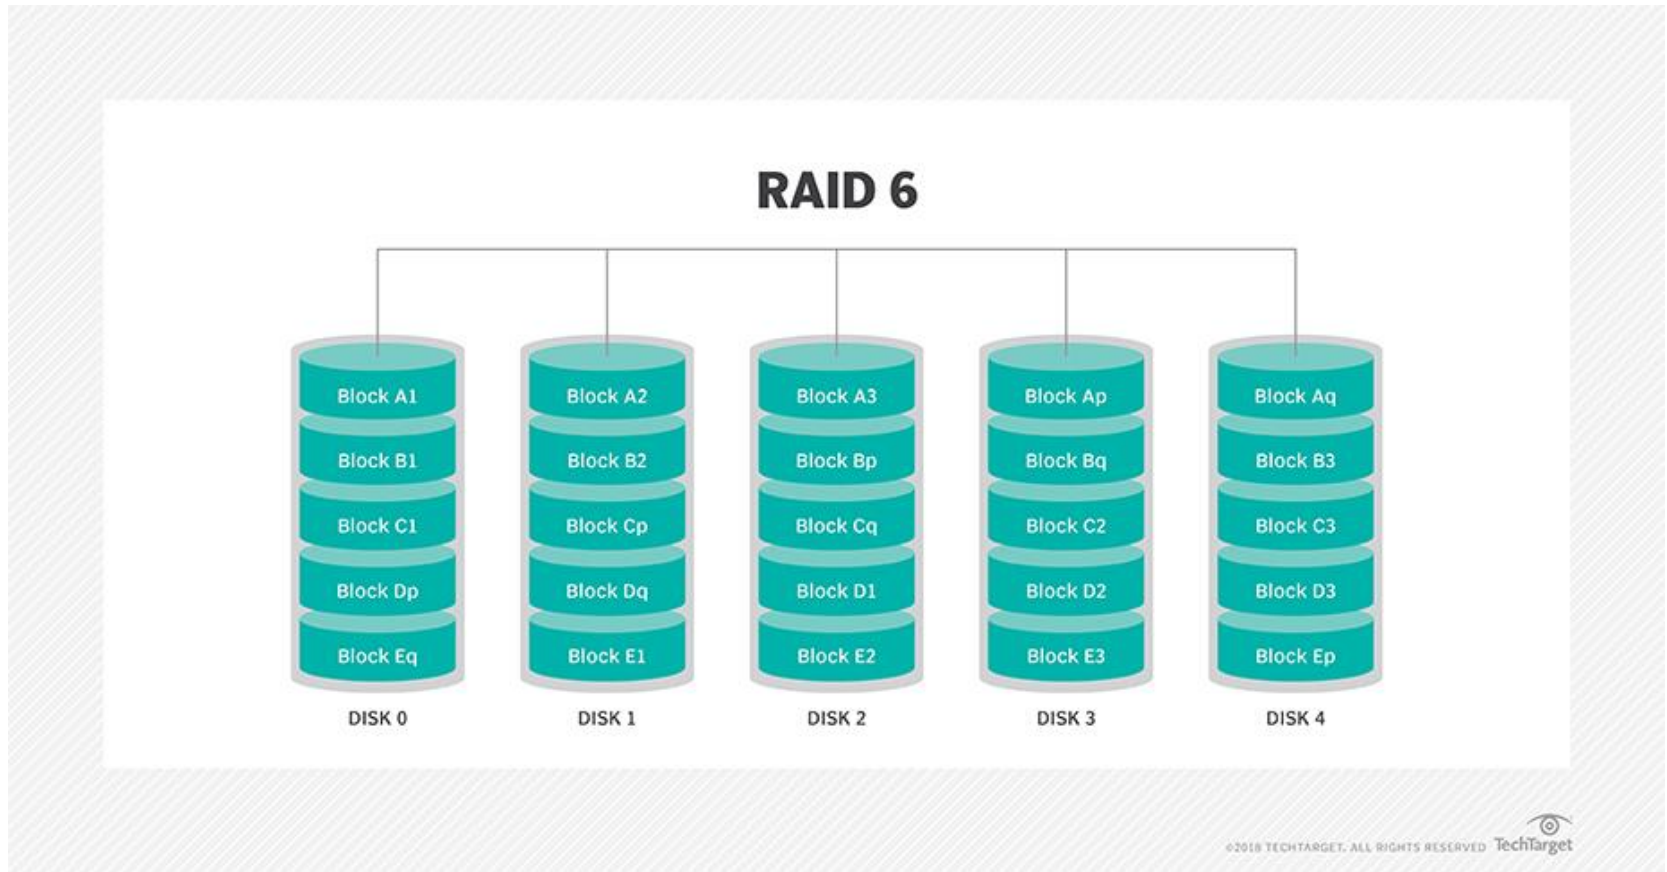 RAID 6
Block A1 Block A2 Block A3 Block Ap Block Aq
Block B1 Block B2 Block Bp Block Bq Block B3
Block C1 Block Cp Block Cq Block C2 Block C3
Block Dp Block Dq Block D1 Block D2 Block D3
Block Eq Block E1 Block E2 Block E3 Block Ep
DISK 0 DISK 1 DISK 2 DISK 3 DISK 4
©2018 TECHTARGET. ALL RIGHTS RESERVED TechTarget